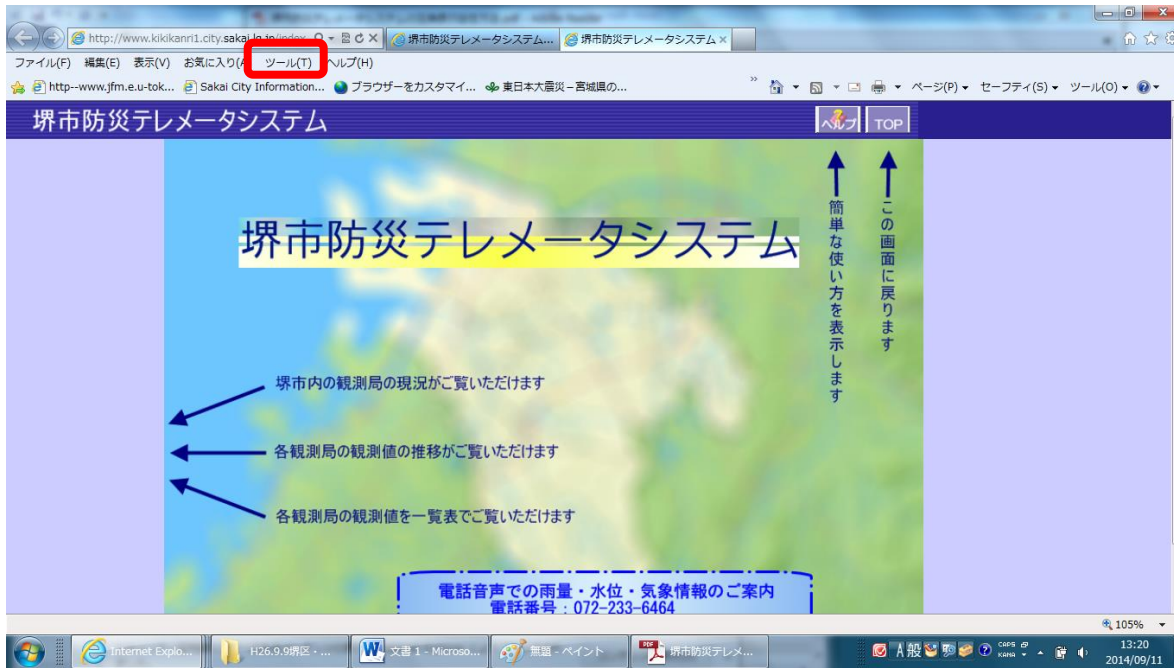 http://www.kikikanri1.city.sakai.lg.jp/index
堺市防災テレメータシステム...
堺市防災テレメータシステム
ファイル(F) 編集(E) 表示(V) お気に入り(A) ツール(T) ヘルプ(H)
http--www.jfm.e.u-tok... Sakai City Information... ブラウザーをカスタマイ... 東日本大震災－宮城県の... ページ(P) セーフティ(S) ツール(O)
堺市防災テレメータシステム
ヘルプ TOP
簡単な使い方を表示します
この画面に戻ります
堺市防災テレメータシステム
堺市内の観測局の現況がご覧いただけます
各観測局の観測値の推移がご覧いただけます
各観測局の観測値を一覧表でご覧いただけます
電話音声での雨量・水位・気象情報のご案内
電話番号：072-233-6464
105%
Internet Explo... H26.9.9堺区・... 文書 1 - Microso... 無題 - ペイント 堺市防災テレメ...
A 般 CAPS KANA 13:20
2014/09/11